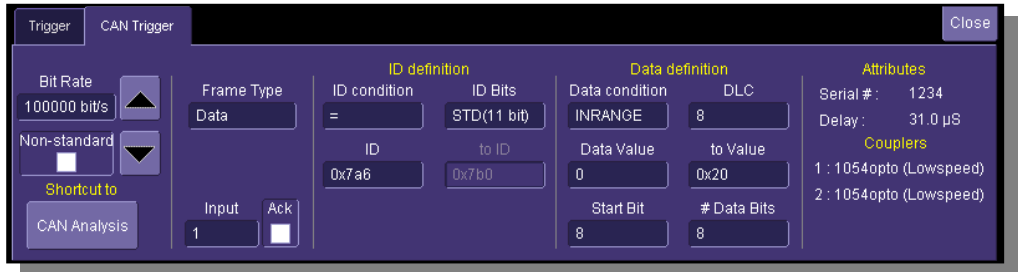 Trigger
CAN Trigger
Close
Bit Rate
100000 bit/s
Non-standard
Shortcut to
CAN Analysis
Frame Type
Data
Input
Ack
1
ID definition
ID condition
ID Bits
=
STD(11 bit)
ID
to ID
0x7a6
0x7b0
Data definition
Data condition
DLC
INRANGE
8
Data Value
to Value
0
0x20
Start Bit
# Data Bits
8
8
Attributes
Serial # : 1234
Delay : 31.0 µS
Couplers
1 : 1054opto (Lowspeed)
2 : 1054opto (Lowspeed)